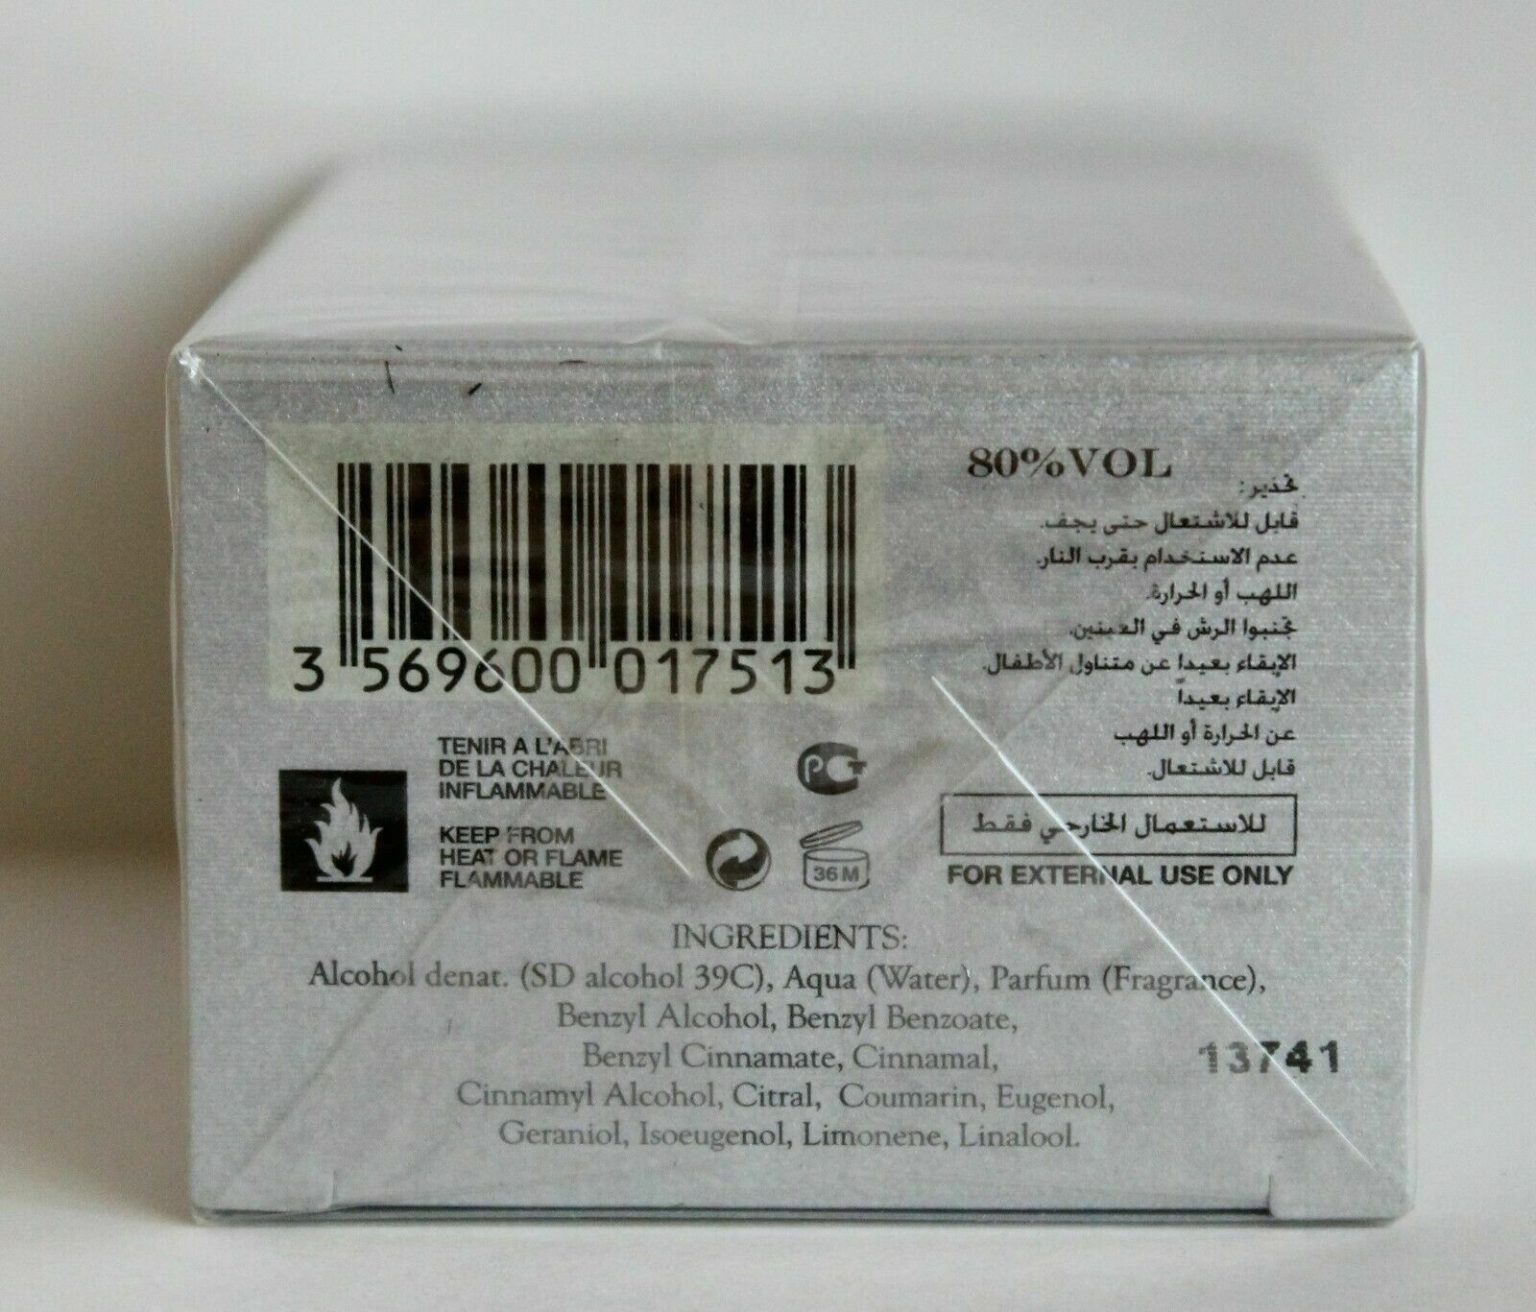 80%VOL
تحذير:
قابل للاشتعال حتى يجف.
عدم الاستخدام بقرب النار.
اللهب أو الحرارة.
تجنبوا الرش في العينين.
الإبقاء بعيداً عن متناول الأطفال.
الإبقاء بعيداً
عن الحرارة أو اللهب
قابل للاشتعال.
للاستعمال الخارجي فقط
FOR EXTERNAL USE ONLY
3 569600 017513
TENIR A L'ABRI
DE LA CHALEUR
INFLAMMABLE
KEEP FROM
HEAT OR FLAME
FLAMMABLE
PCT
36 M
INGREDIENTS:
Alcohol denat. (SD alcohol 39C), Aqua (Water), Parfum (Fragrance),
Benzyl Alcohol, Benzyl Benzoate,
Benzyl Cinnamate, Cinnamal,
Cinnamyl Alcohol, Citral, Coumarin, Eugenol,
Geraniol, Isoeugenol, Limonene, Linalool.
13741